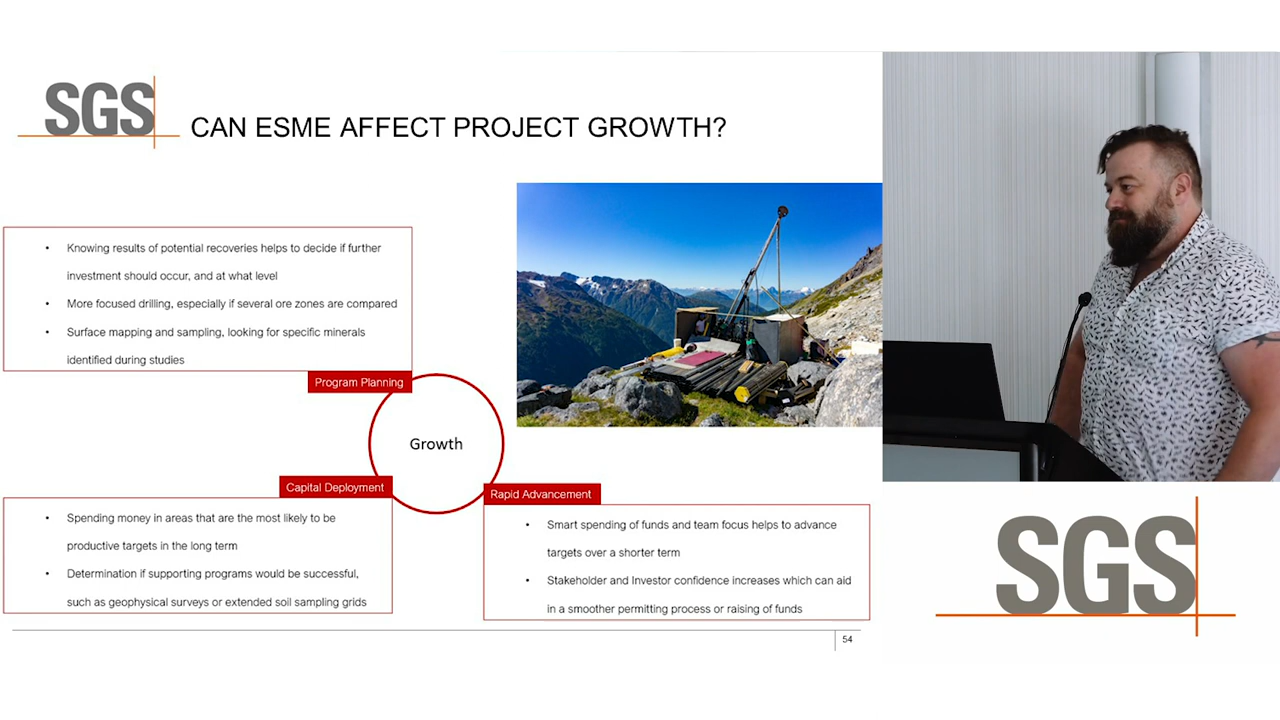 SGS
CAN ESME AFFECT PROJECT GROWTH?
• Knowing results of potential recoveries helps to decide if further
investment should occur, and at what level
• More focused drilling, especially if several ore zones are compared
• Surface mapping and sampling, looking for specific minerals
identified during studies
Program Planning
Growth
Capital Deployment
• Spending money in areas that are the most likely to be
productive targets in the long term
• Determination if supporting programs would be successful,
such as geophysical surveys or extended soil sampling grids
Rapid Advancement
• Smart spending of funds and team focus helps to advance
targets over a shorter term
• Stakeholder and Investor confidence increases which can aid
in a smoother permitting process or raising of funds
54
SGS